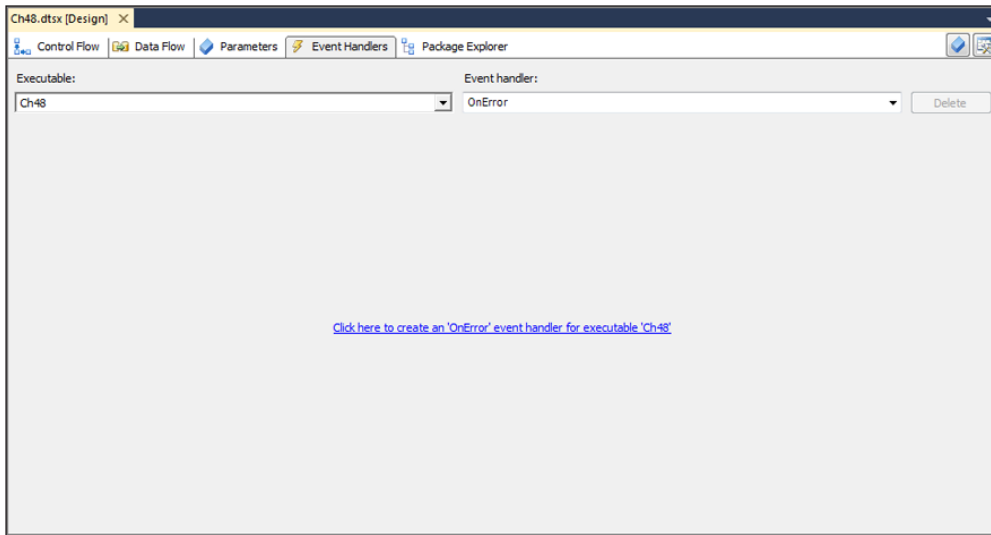 Ch48.dtsx [Design]
Control Flow Data Flow Parameters Event Handlers Package Explorer
Executable: Event handler:
Ch48 OnError Delete
Click here to create an 'OnError' event handler for executable 'Ch48'